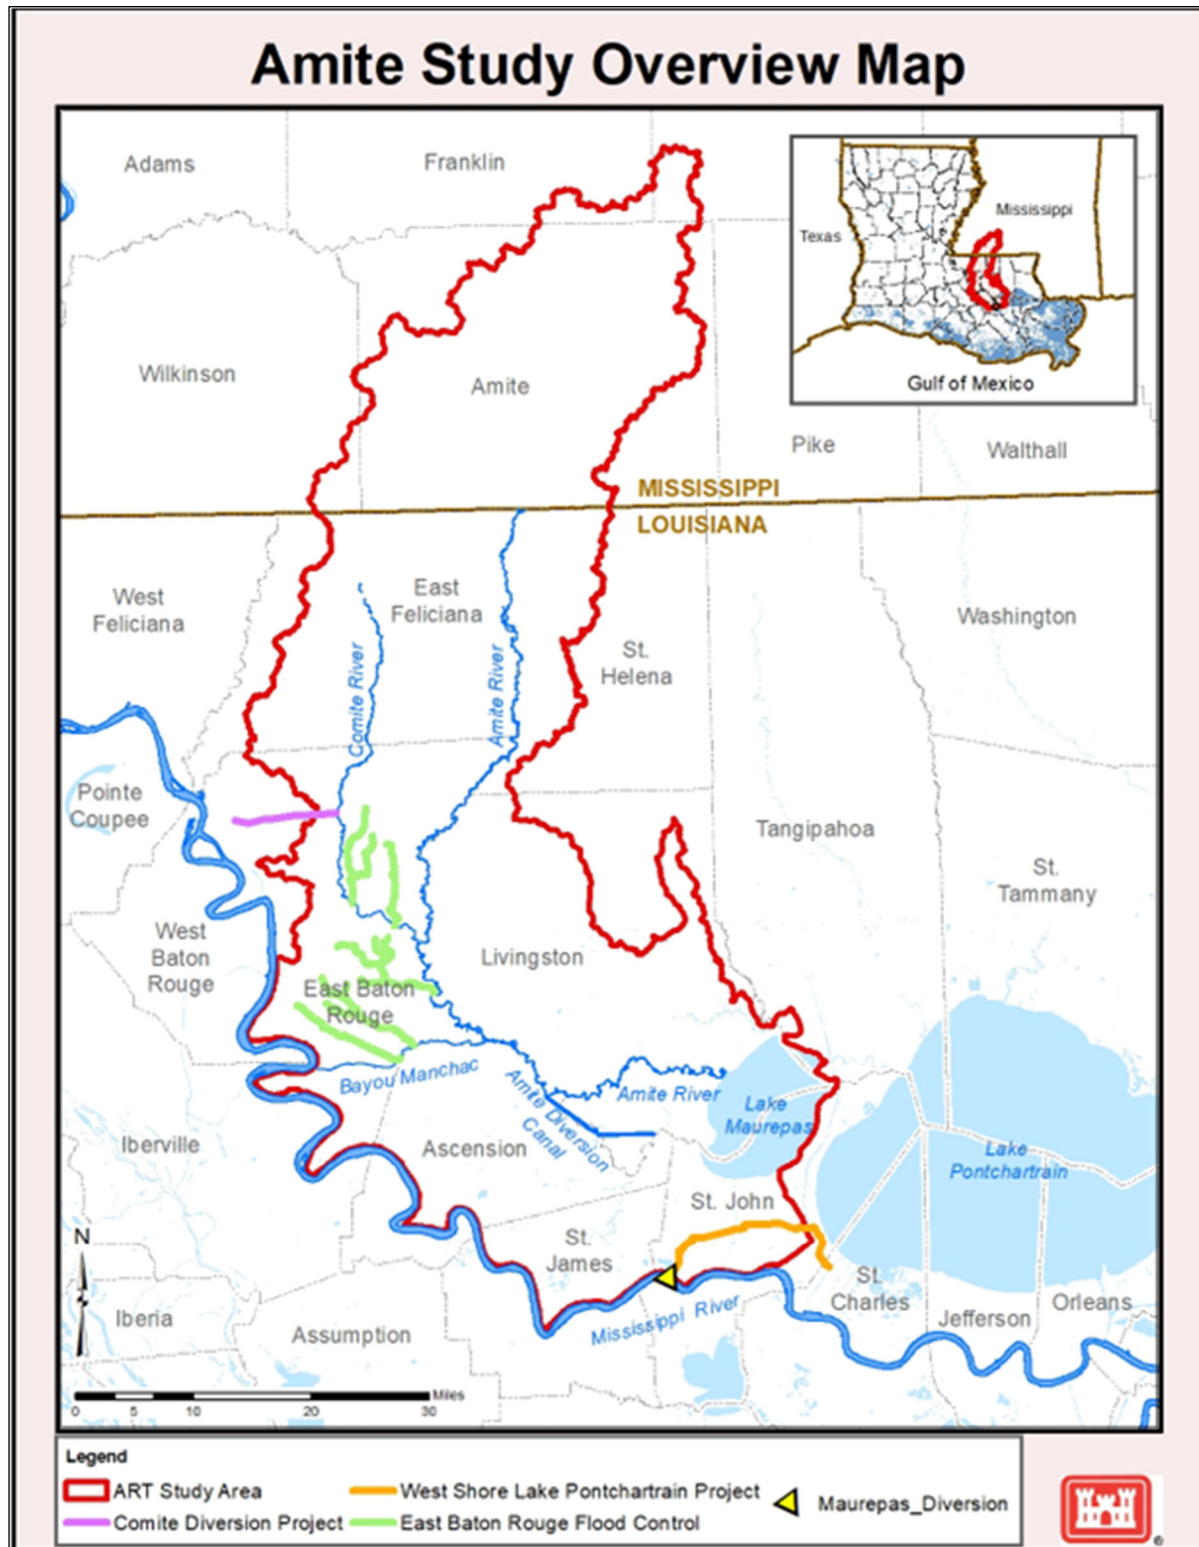 Amite Study Overview Map
Adams
Franklin
Mississippi
Texas
Gulf of Mexico
Wilkinson
Amite
Pike
Walthall
MISSISSIPPI
LOUISIANA
West
Feliciana
East
Feliciana
Washington
St.
Helena
Comite River
Amite River
Pointe
Coupee
Tangipahoa
St.
Tammany
West
Baton
Rouge
Livingston
East Baton
Rouge
Bayou Manchac
Amite River
Amite Diversion
Canal
Lake
Maurepas
Iberville
Ascension
Lake
Pontchartrain
St. John
N
St.
James
St.
Charles
Orleans
Jefferson
Iberia
Assumption
Mississippi River
Miles
0 5 10 20 30
Legend
ART Study Area
West Shore Lake Pontchartrain Project
Maurepas_Diversion
Comite Diversion Project
East Baton Rouge Flood Control
®